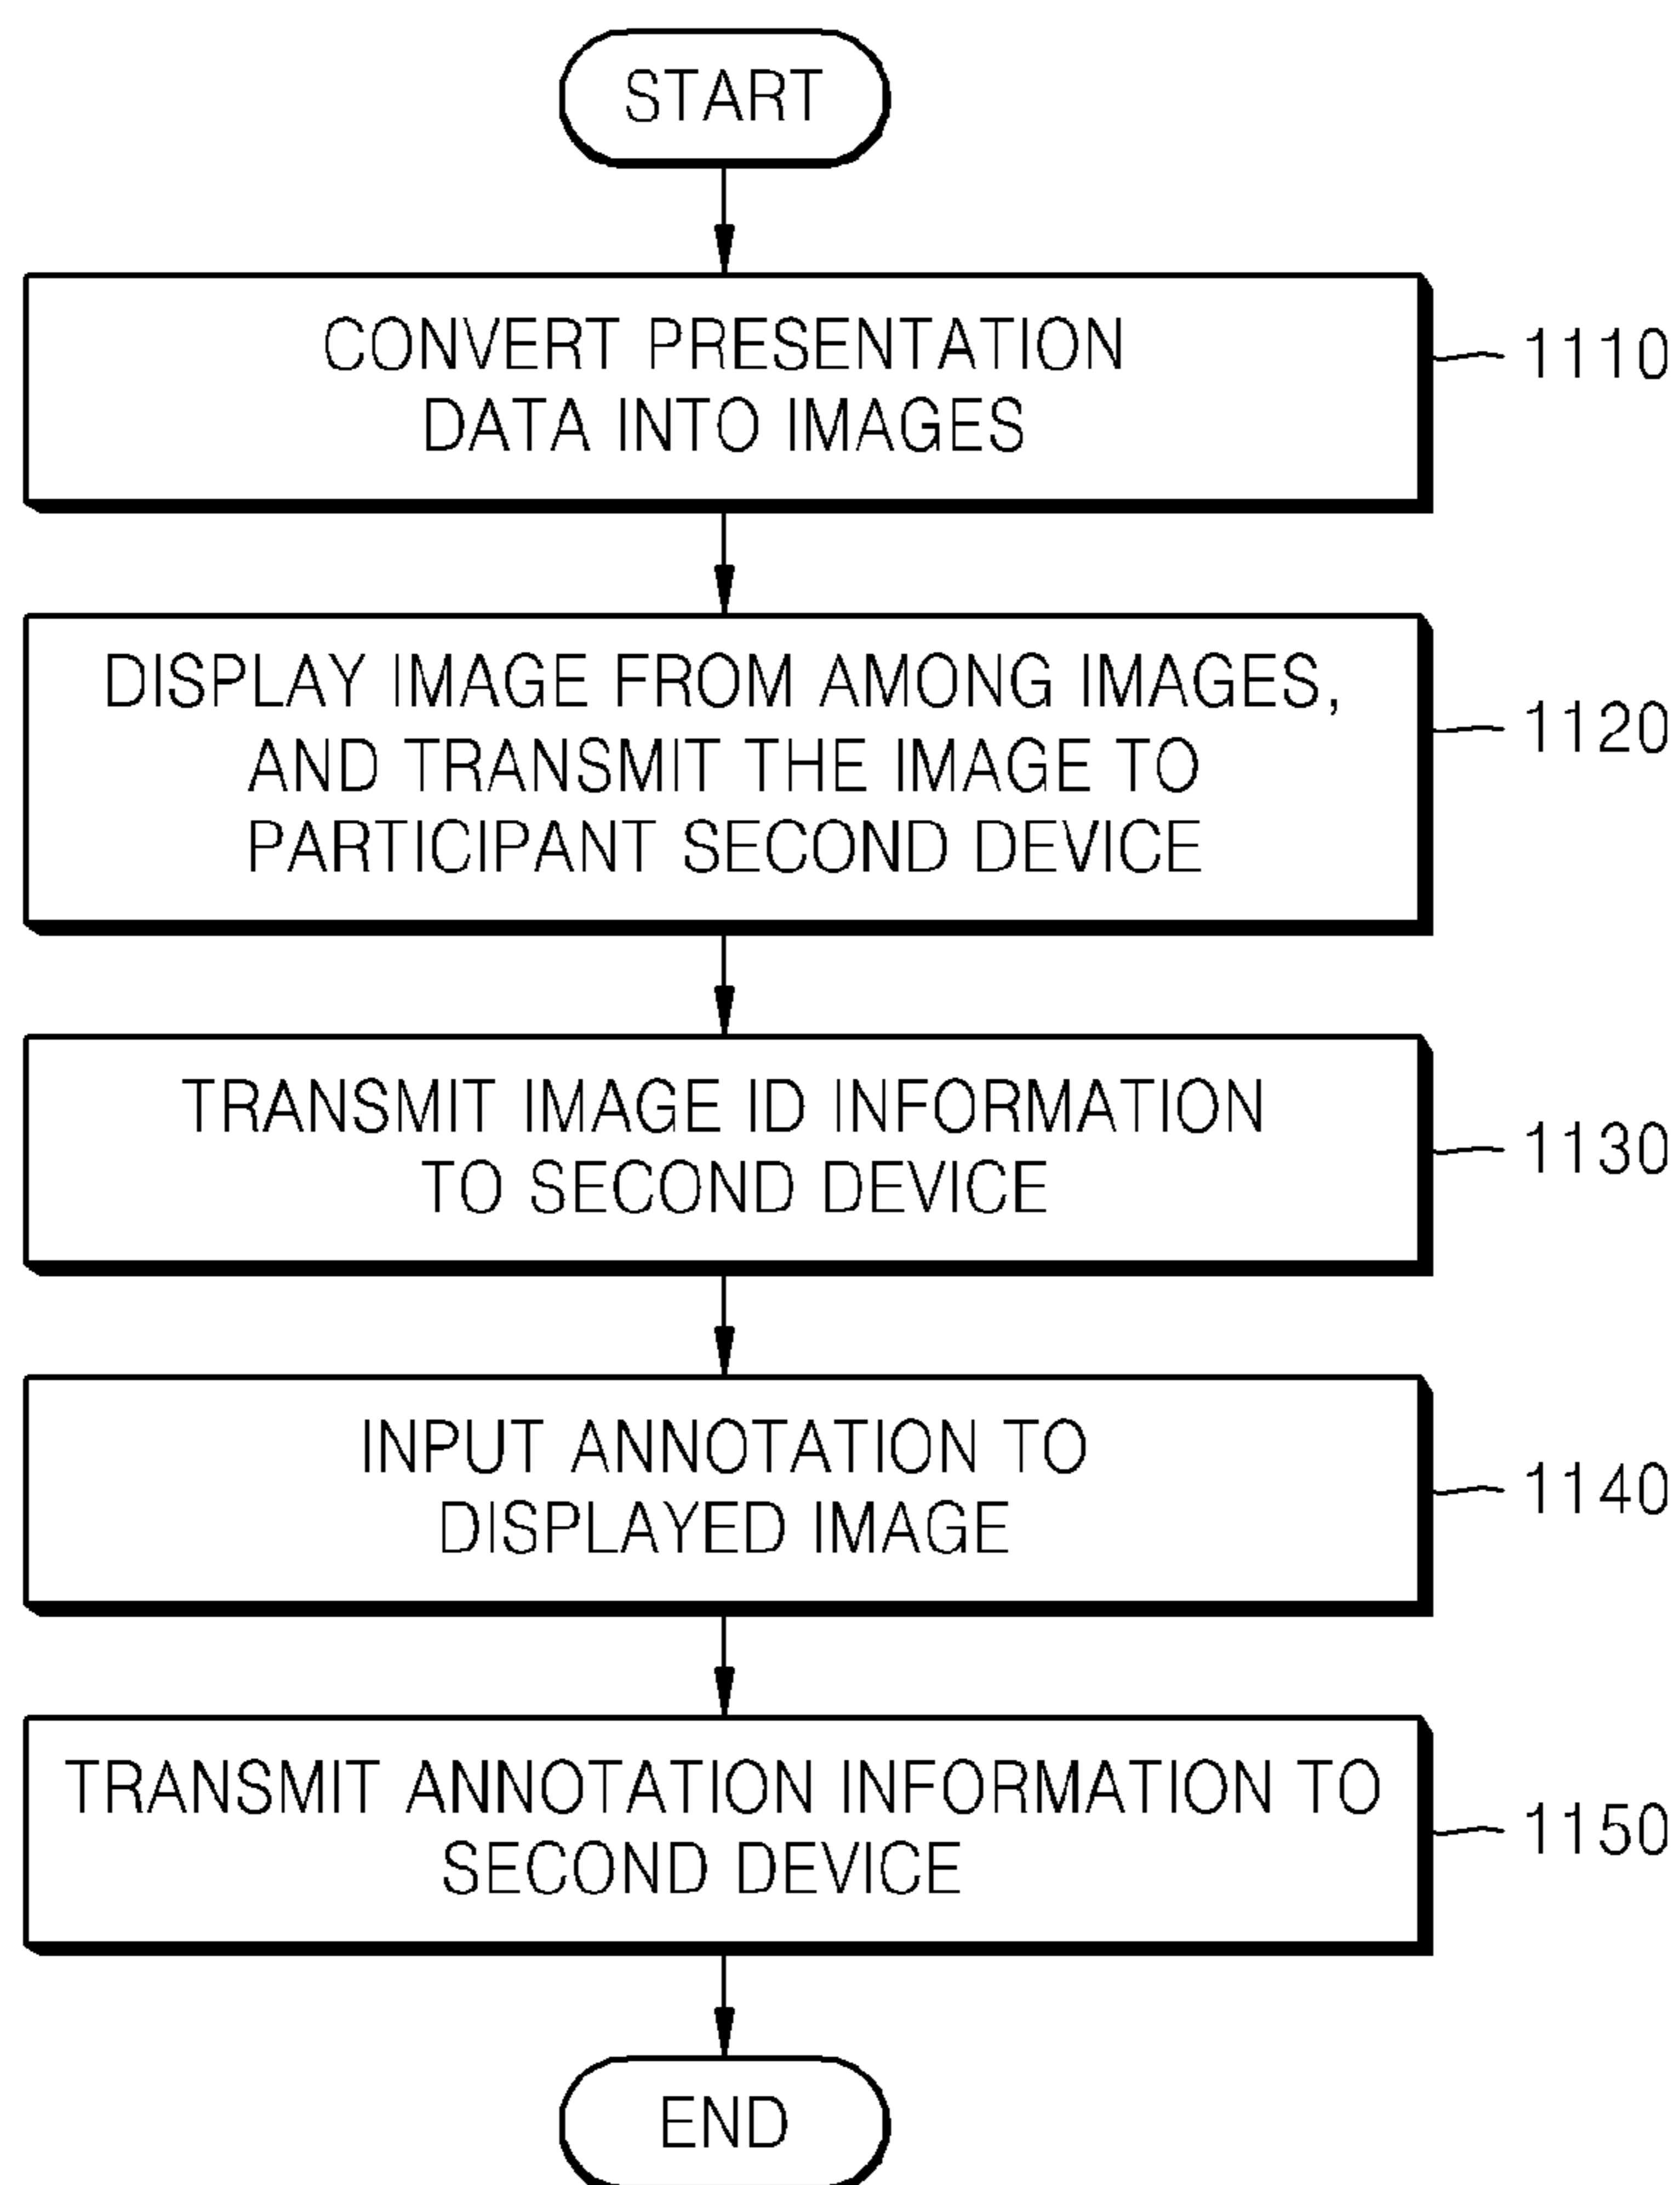 START
CONVERT PRESENTATION
DATA INTO IMAGES
1110
DISPLAY IMAGE FROM AMONG IMAGES,
AND TRANSMIT THE IMAGE TO
PARTICIPANT SECOND DEVICE
1120
TRANSMIT IMAGE ID INFORMATION
TO SECOND DEVICE
1130
INPUT ANNOTATION TO
DISPLAYED IMAGE
1140
TRANSMIT ANNOTATION INFORMATION TO
SECOND DEVICE
1150
END